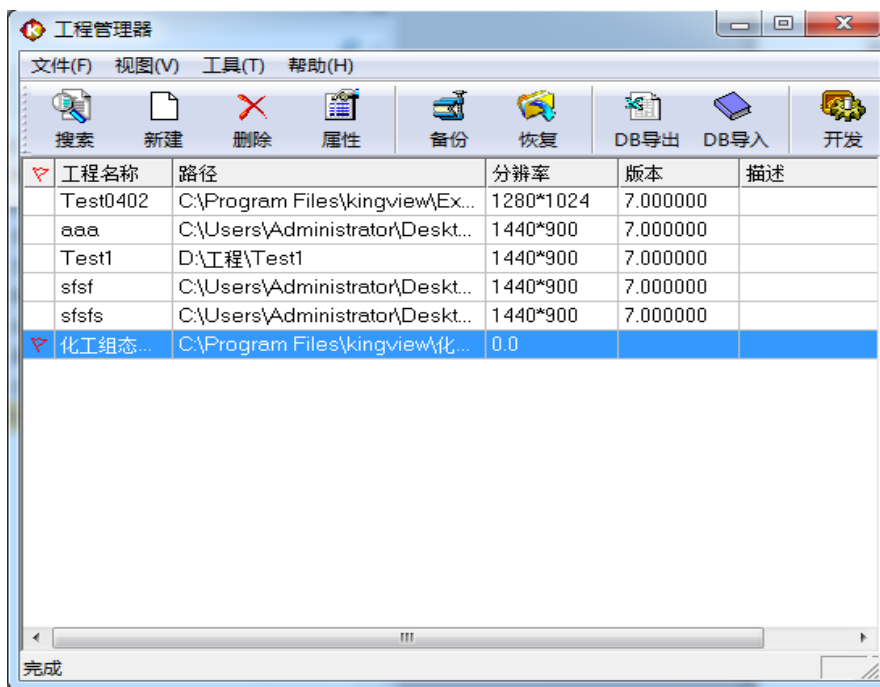 工程管理器
文件(F) 视图(V) 工具(T) 帮助(H)
搜索 新建 删除 属性 备份 恢复 DB导出 DB导入 开发
工程名称 路径 分辨率 版本 描述
Test0402 C:\Program Files\kingview\Ex... 1280*1024 7.000000
aaa C:\Users\Administrator\Deskt... 1440*900 7.000000
Test1 D:\工程\Test1 1440*900 7.000000
sfsf C:\Users\Administrator\Deskt... 1440*900 7.000000
sfsfs C:\Users\Administrator\Deskt... 1440*900 7.000000
化工组态... C:\Program Files\kingview\化... 0.0
完成